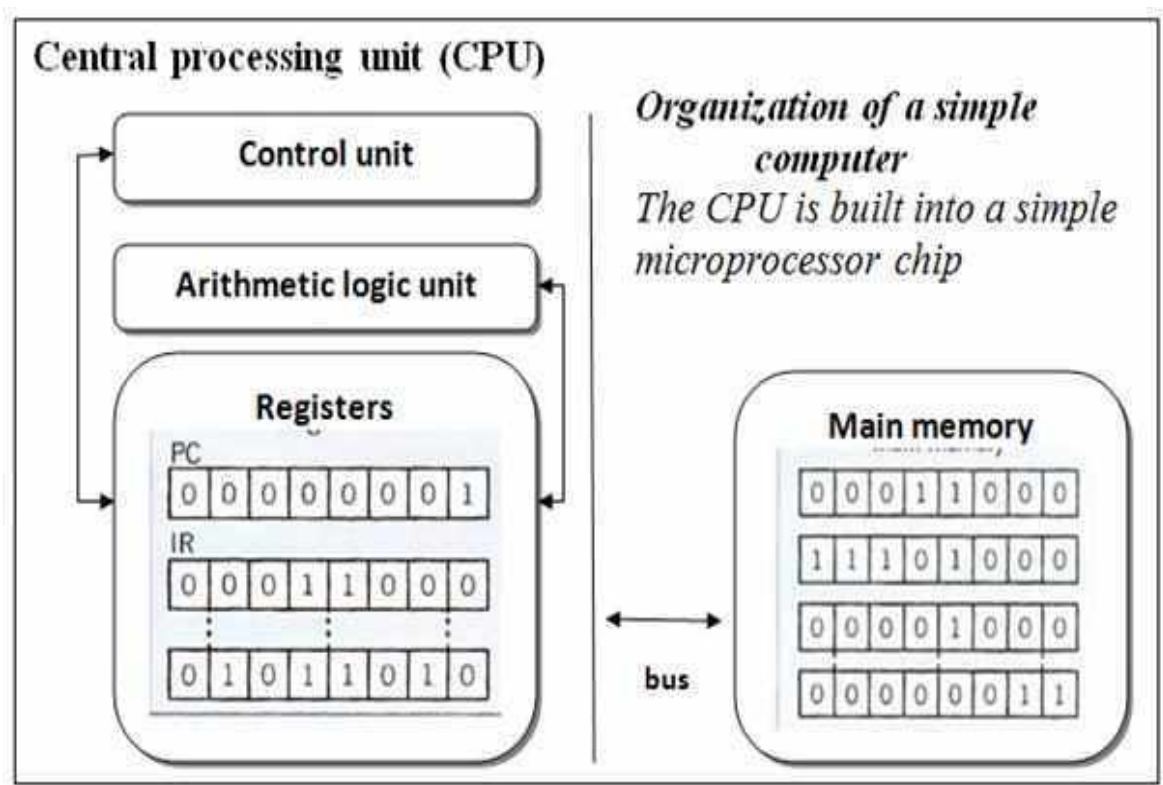 Central processing unit (CPU)
Control unit
Arithmetic logic unit
Registers
PC
0 0 0 0 0 0 0 1
IR
0 0 0 1 1 0 0 0
0 1 0 1 1 0 1 0
Organization of a simple
computer
The CPU is built into a simple
microprocessor chip
bus
Main memory
0 0 0 1 1 0 0 0
1 1 1 0 1 0 0 0
0 0 0 0 1 0 0 0
0 0 0 0 0 0 1 1